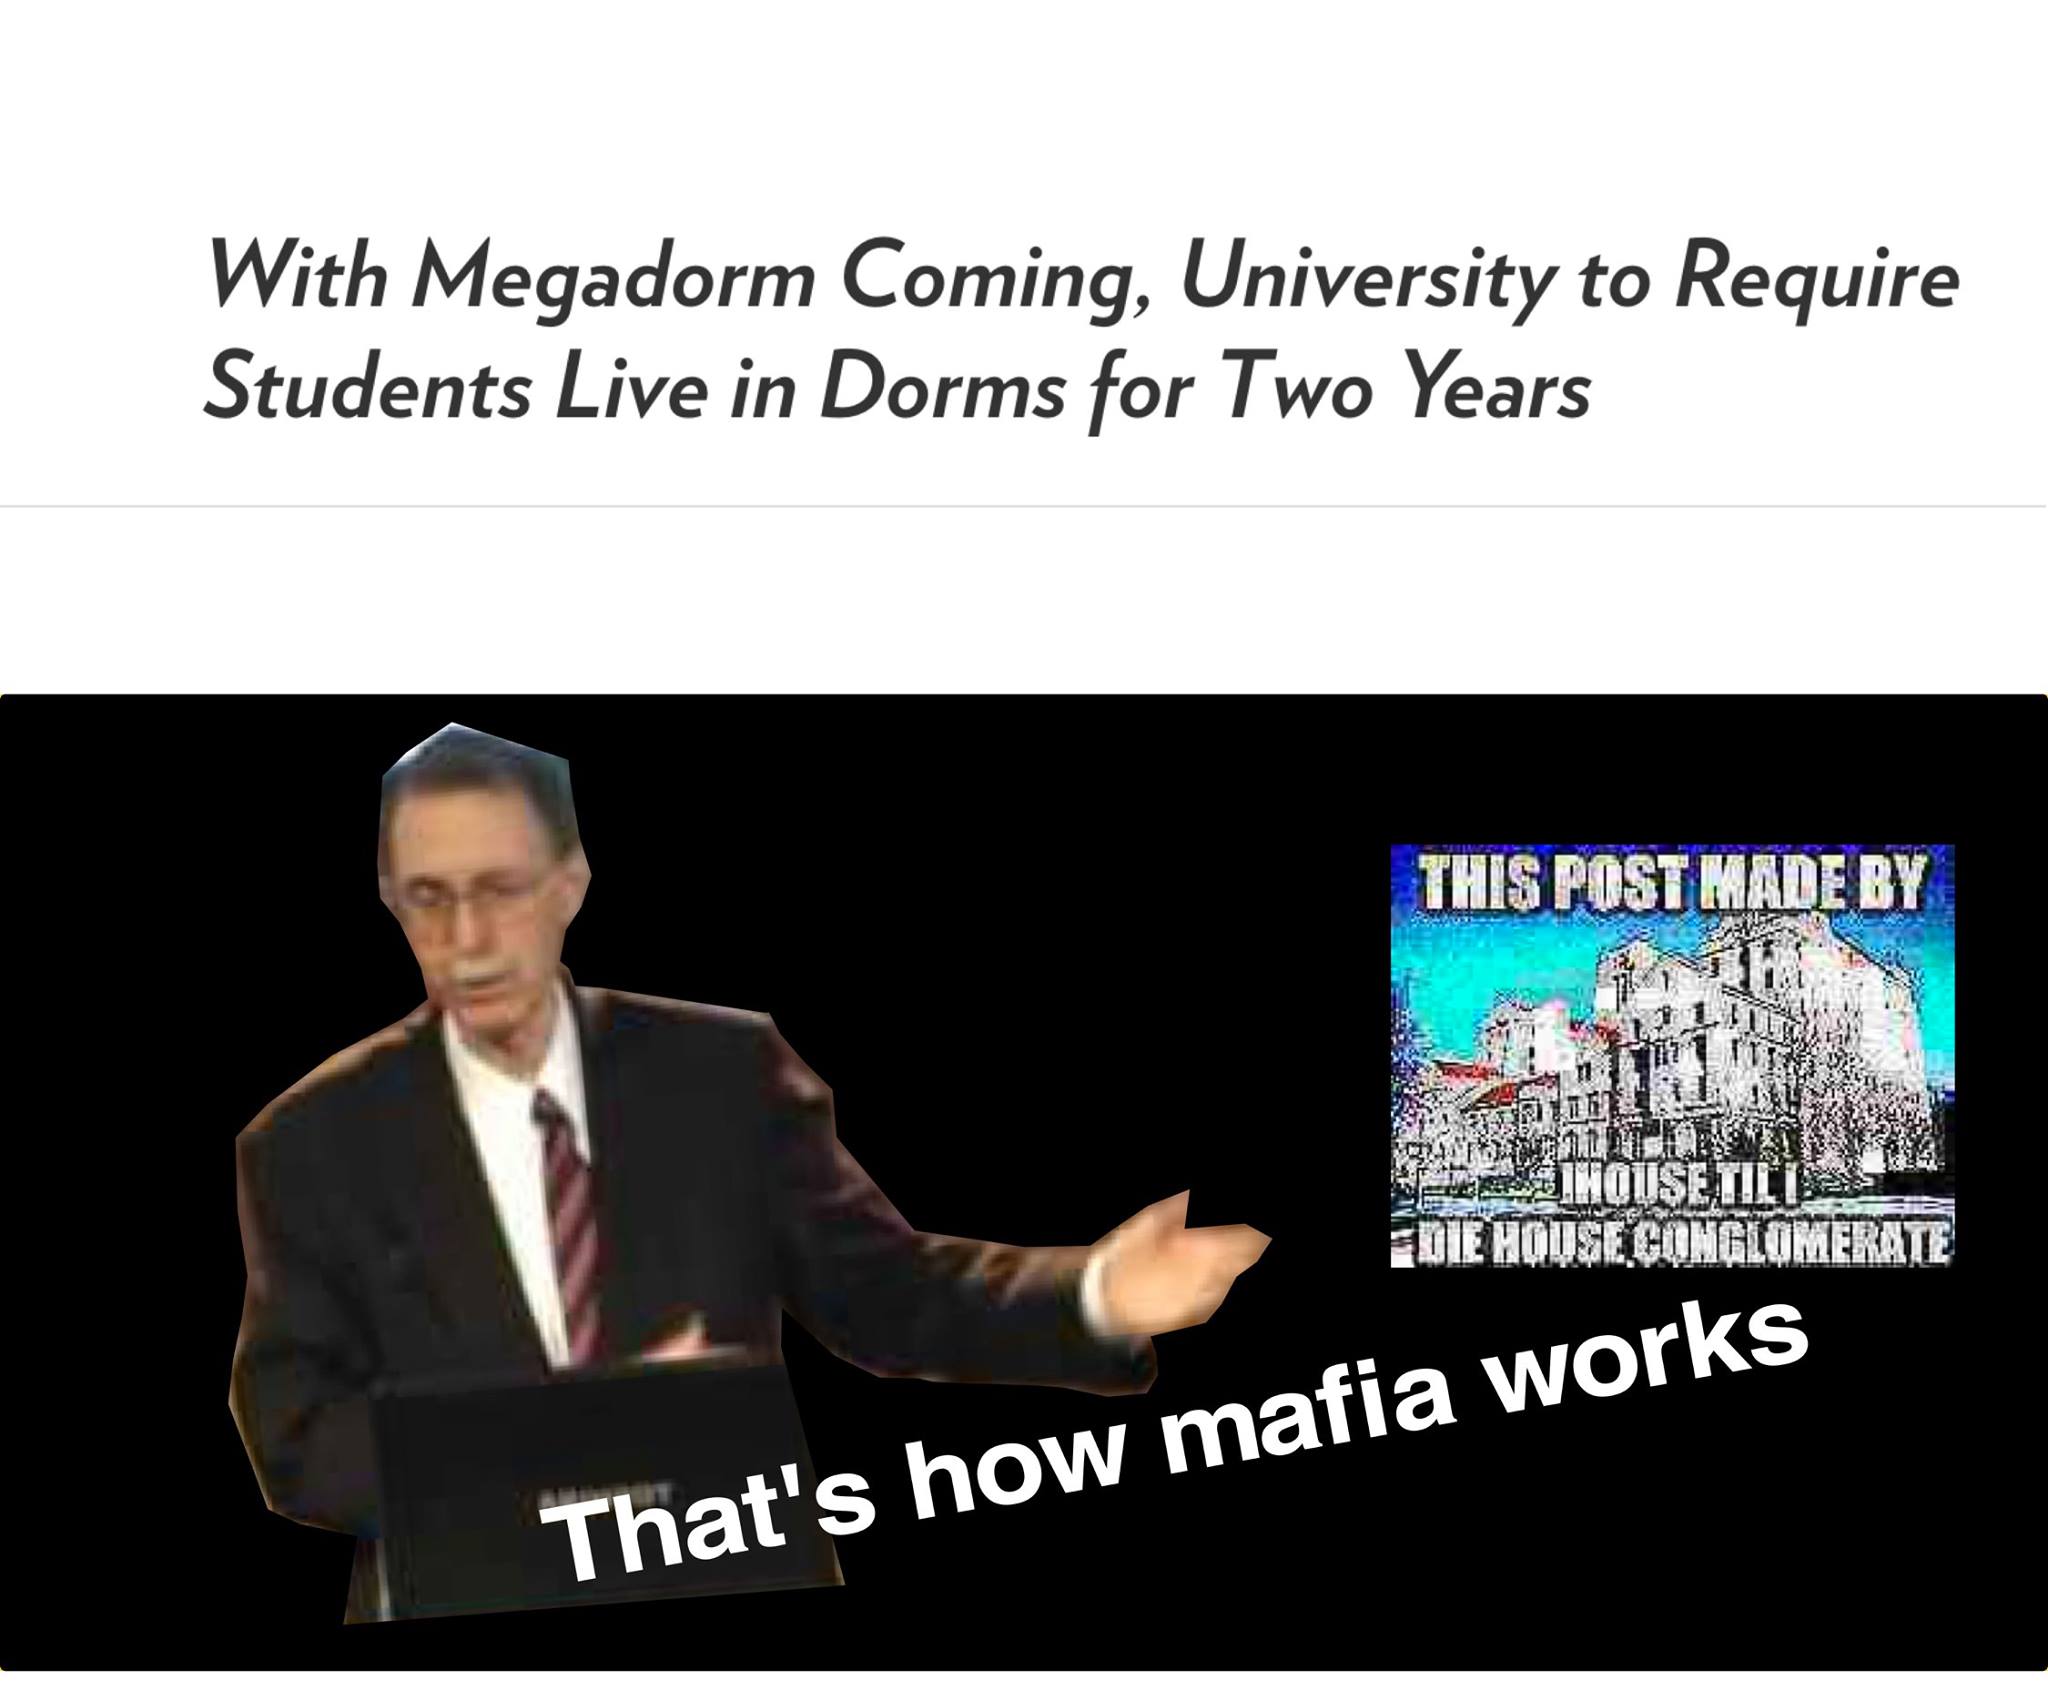 With Megadorm Coming, University to Require
Students Live in Dorms for Two Years
THIS POST MADE BY
IHOUSE TIL I
DIE HOUSE CONGLOMERATE
That's how mafia works